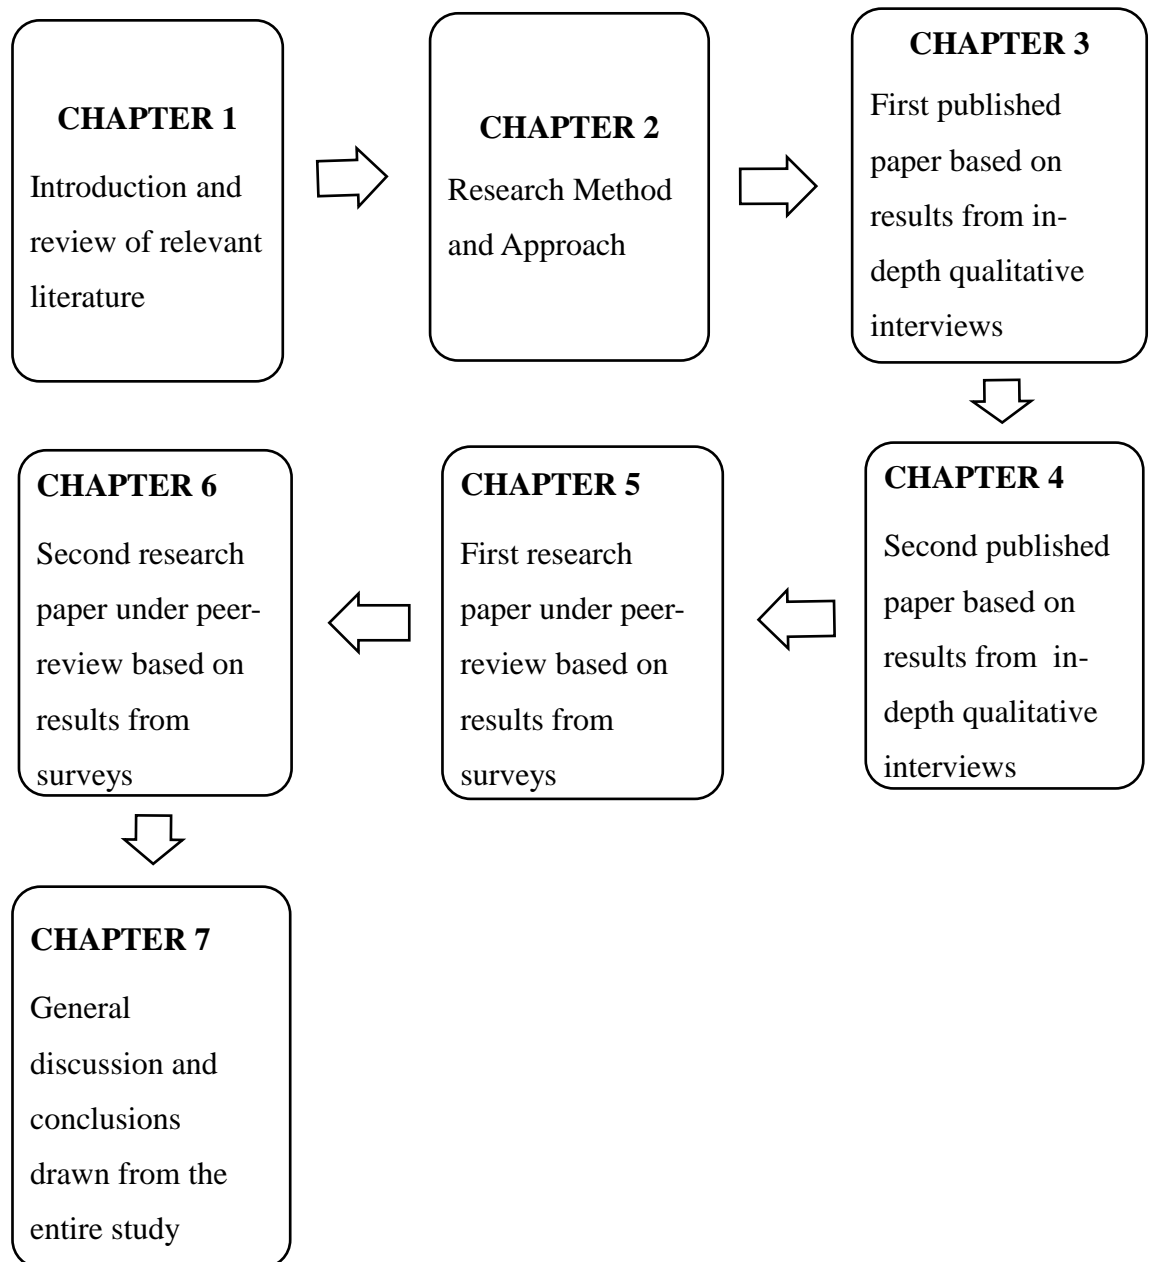 CHAPTER 1
Introduction and
review of relevant
literature
CHAPTER 2
Research Method
and Approach
CHAPTER 3
First published
paper based on
results from in-
depth qualitative
interviews
CHAPTER 4
Second published
paper based on
results from  in-
depth qualitative
interviews
CHAPTER 5
First research
paper under peer-
review based on
results from
surveys
CHAPTER 6
Second research
paper under peer-
review based on
results from
surveys
CHAPTER 7
General
discussion and
conclusions
drawn from the
entire study